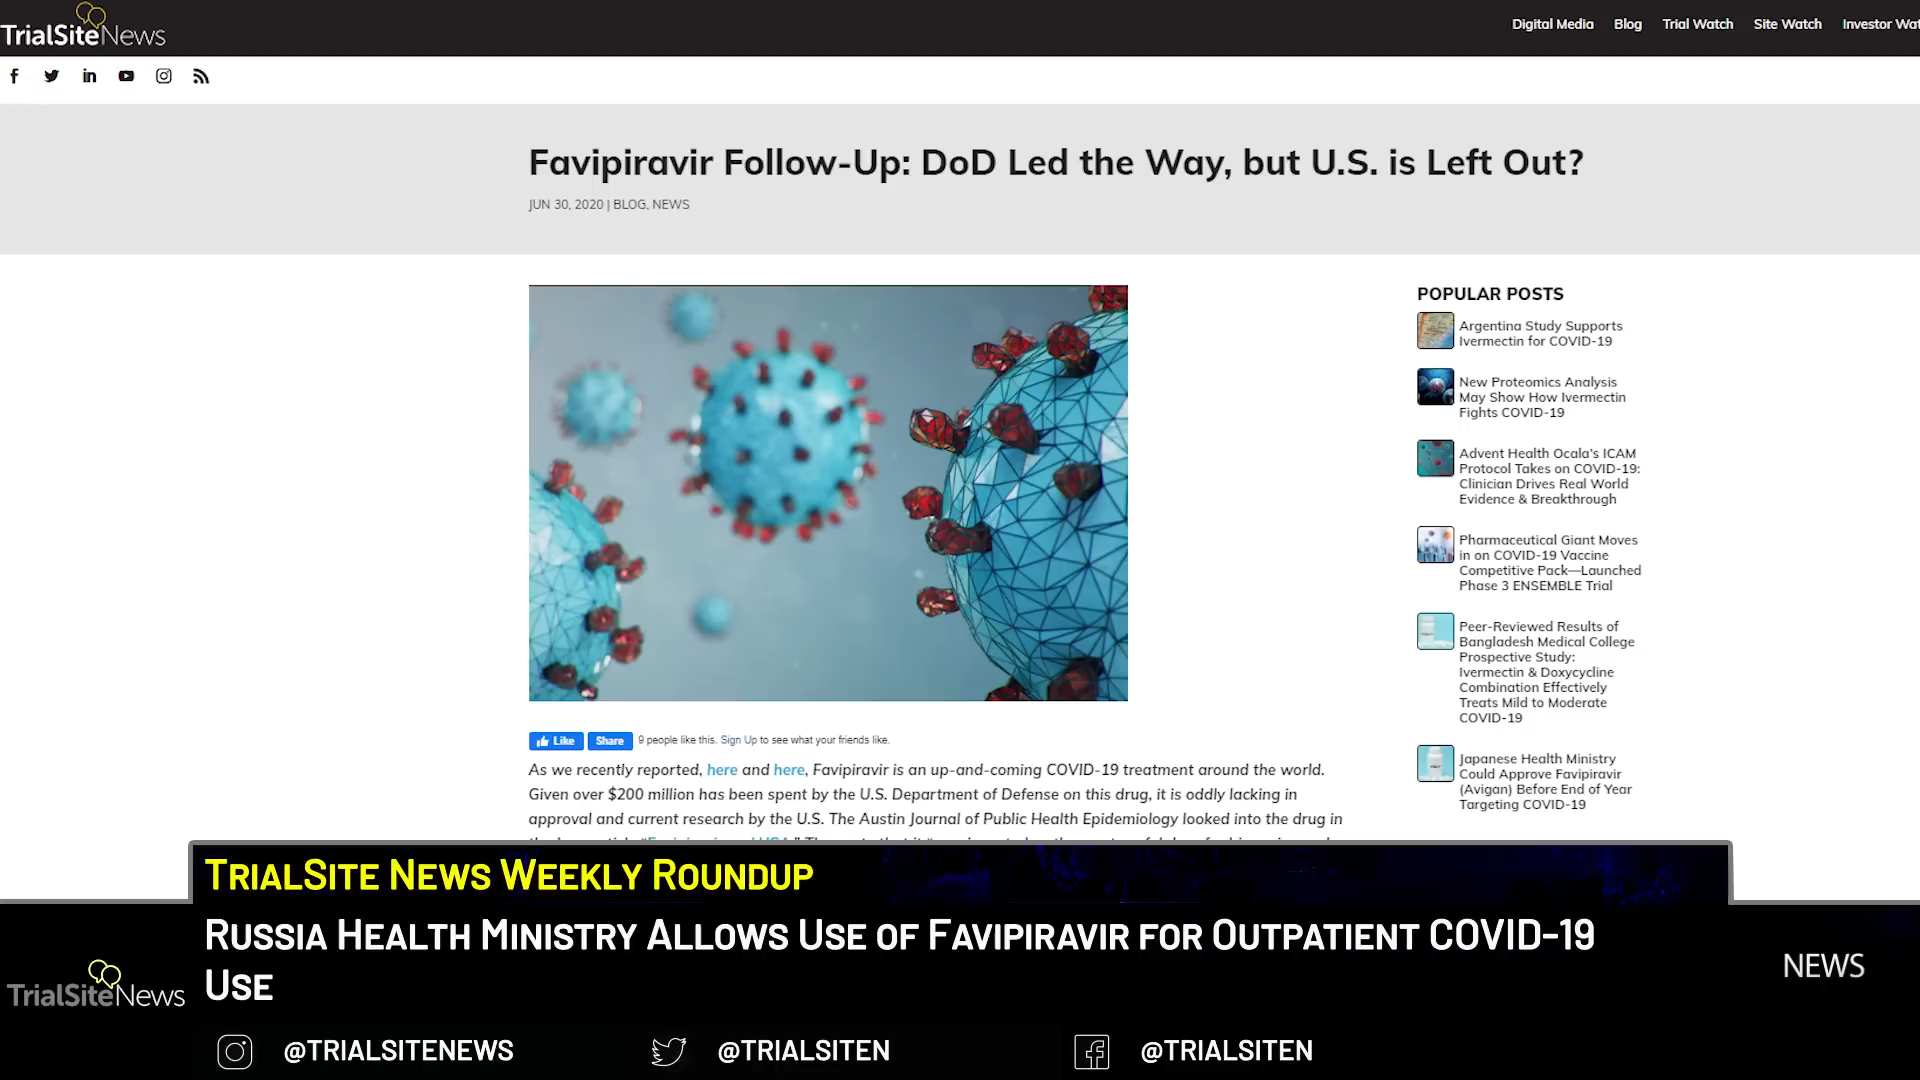 TrialSiteNews
Digital Media Blog Trial Watch Site Watch Investor Wat
Favipiravir Follow-Up: DoD Led the Way, but U.S. is Left Out?
JUN 30, 2020 | BLOG, NEWS
POPULAR POSTS
Argentina Study Supports
Ivermectin for COVID-19
New Proteomics Analysis
May Show How Ivermectin
Fights COVID-19
Advent Health Ocala's ICAM
Protocol Takes on COVID-19:
Clinician Drives Real World
Evidence & Breakthrough
Pharmaceutical Giant Moves
in on COVID-19 Vaccine
Competitive Pack—Launched
Phase 3 ENSEMBLE Trial
Peer-Reviewed Results of
Bangladesh Medical College
Prospective Study:
Ivermectin & Doxycycline
Combination Effectively
Treats Mild to Moderate
COVID-19
Japanese Health Ministry
Could Approve Favipiravir
(Avigan) Before End of Year
Targeting COVID-19
Like Share 9 people like this. Sign Up to see what your friends like.
As we recently reported, here and here, Favipiravir is an up-and-coming COVID-19 treatment around the world.
Given over $200 million has been spent by the U.S. Department of Defense on this drug, it is oddly lacking in
approval and current research by the U.S. The Austin Journal of Public Health Epidemiology looked into the drug in
TrialSite News Weekly Roundup
Russia Health Ministry Allows Use of Favipiravir for Outpatient COVID-19
Use
NEWS
TrialSiteNews
@TRIALSITENEWS @TRIALSITEN @TRIALSITEN